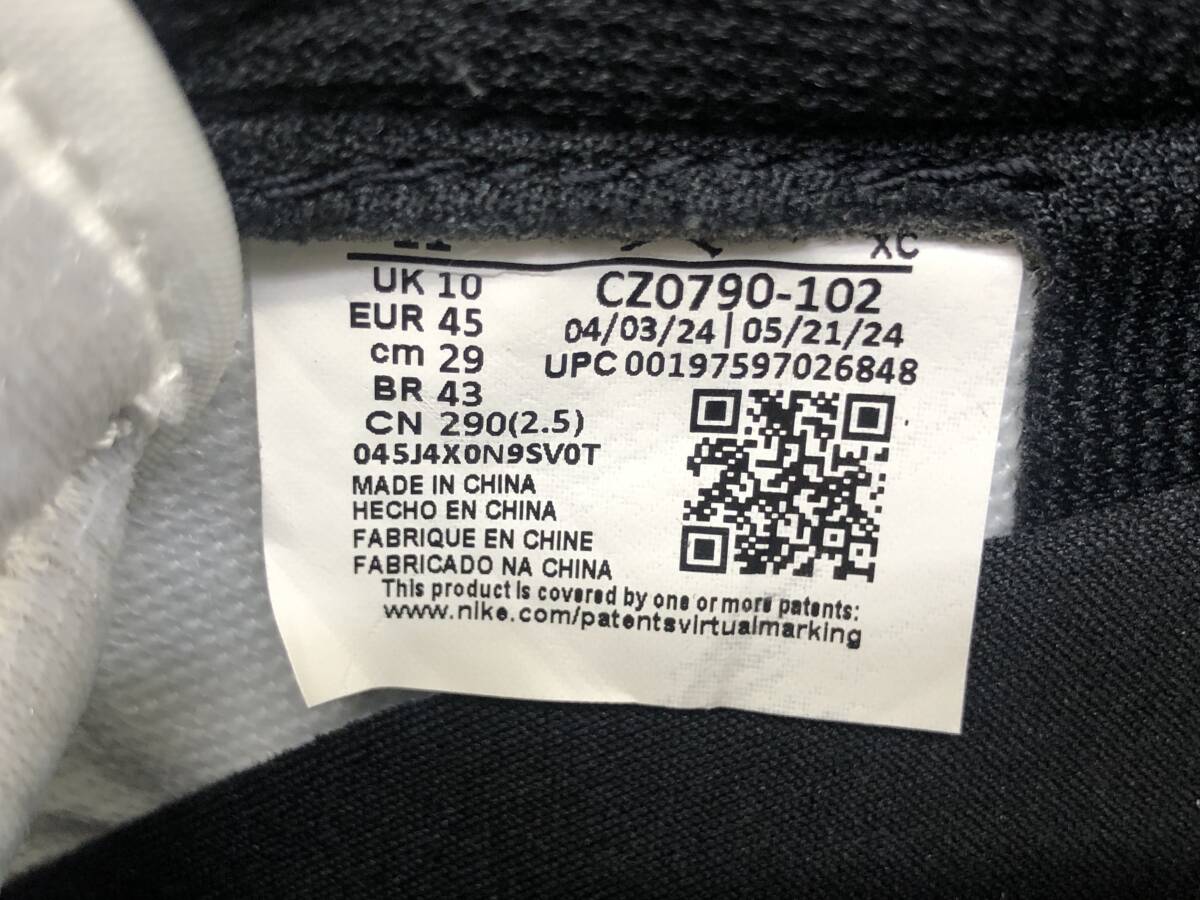 XC
UK 10
EUR 45
cm 29
BR 43
CN 290(2.5)
045J4X0N9SV0T
CZ0790-102
04/03/24 | 05/21/24
UPC 00197597026848
MADE IN CHINA
HECHO EN CHINA
FABRIQUE EN CHINE
FABRICADO NA CHINA
This product is covered by one or more patents:
www.nike.com/patentsvirtualmarking